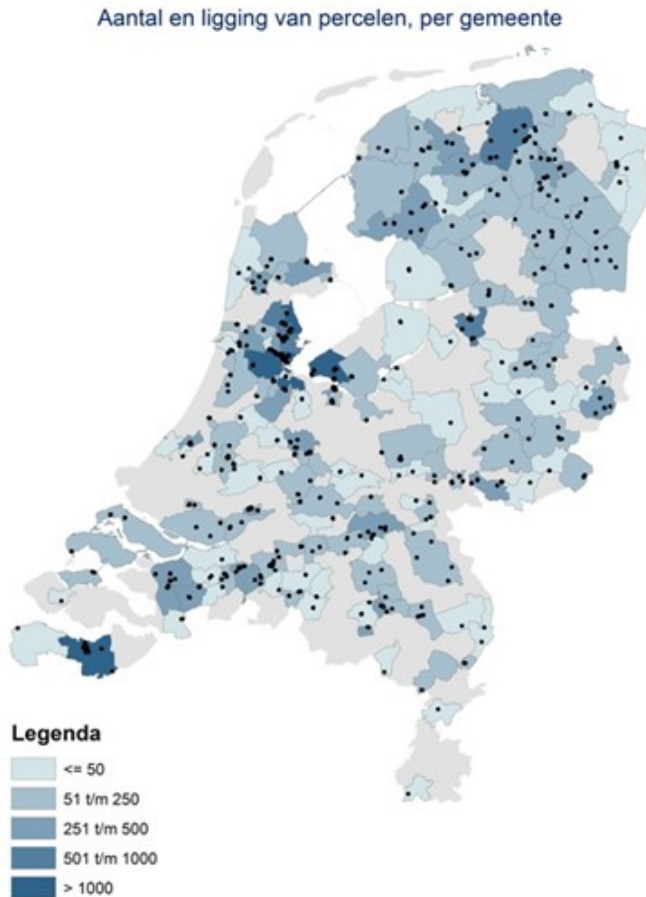 Aantal en ligging van percelen, per gemeente
Legenda
<= 50
51 t/m 250
251 t/m 500
501 t/m 1000
> 1000